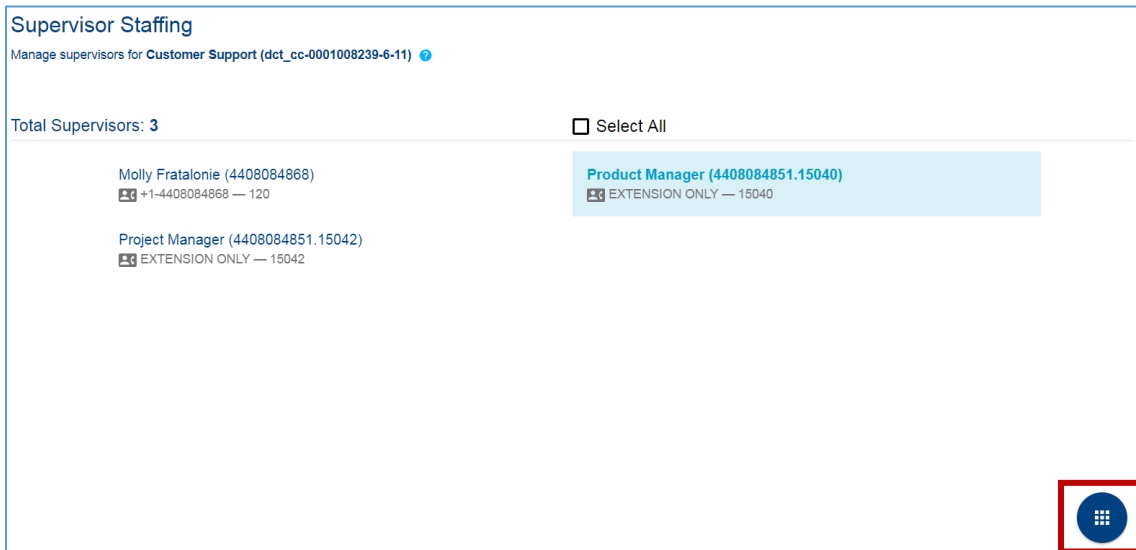 Supervisor Staffing
Manage supervisors for Customer Support (dct_cc-0001008239-6-11) ?
Total Supervisors: 3
Select All
Molly Fratalonie (4408084868)
+1-4408084868 — 120
Product Manager (4408084851.15040)
EXTENSION ONLY — 15040
Project Manager (4408084851.15042)
EXTENSION ONLY — 15042